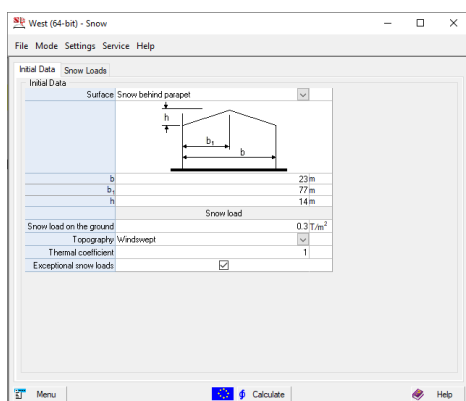 West (64-bit) - Snow
File Mode Settings Service Help
Initial Data Snow Loads
Initial Data
Surface Snow behind parapet
h
b₁
b
b 23 m
b₁ 77 m
h 14 m
Snow load
Snow load on the ground 0.3 T/m²
Topography Windswept
Thermal coefficient 1
Exceptional snow loads
Menu Calculate Help